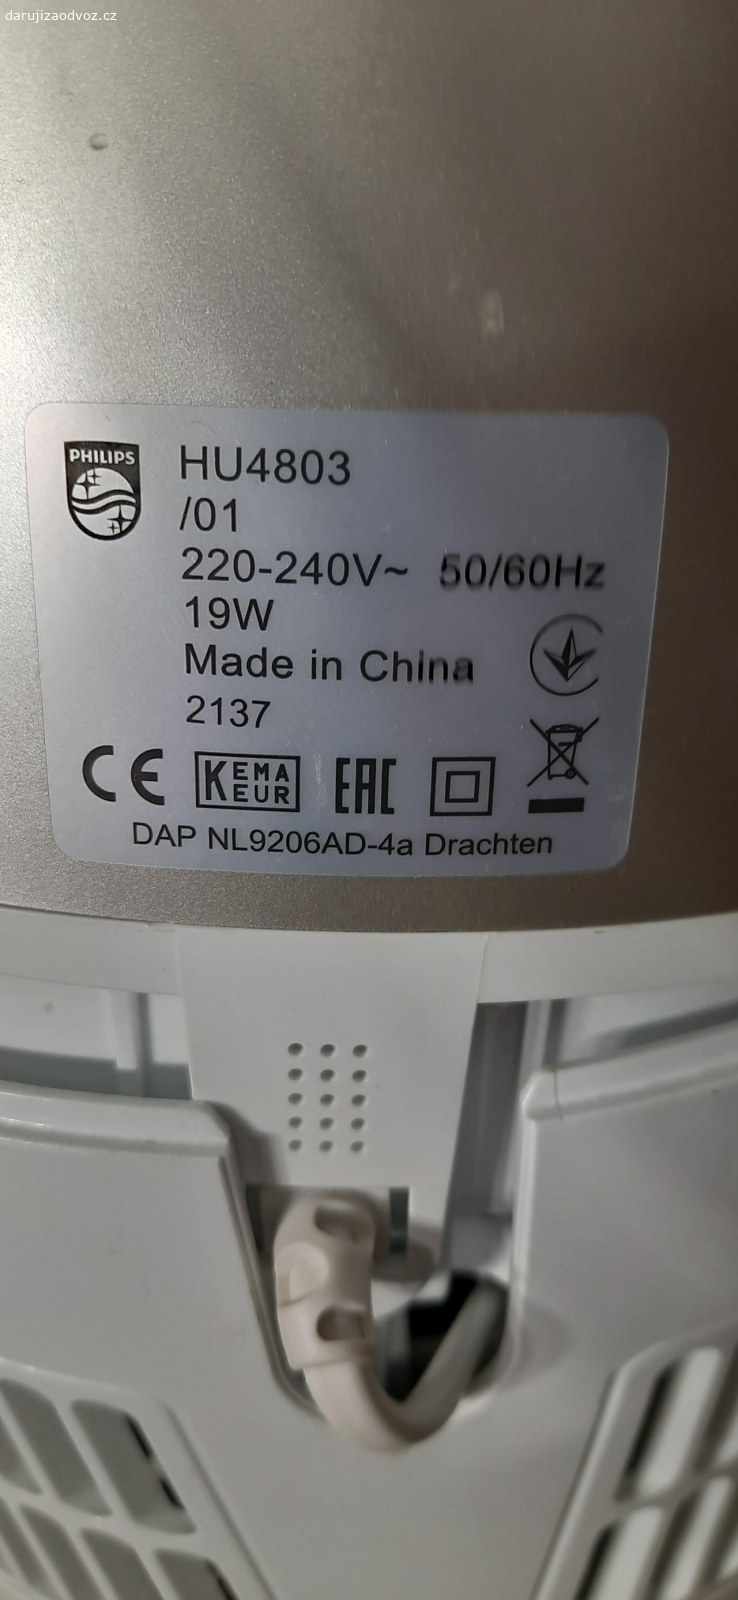 darujizaodvoz.cz
PHILIPS
HU4803
/01
220-240V~ 50/60Hz
19W
Made in China
2137
CE KEMA EUR EAC
DAP NL9206AD-4a Drachten